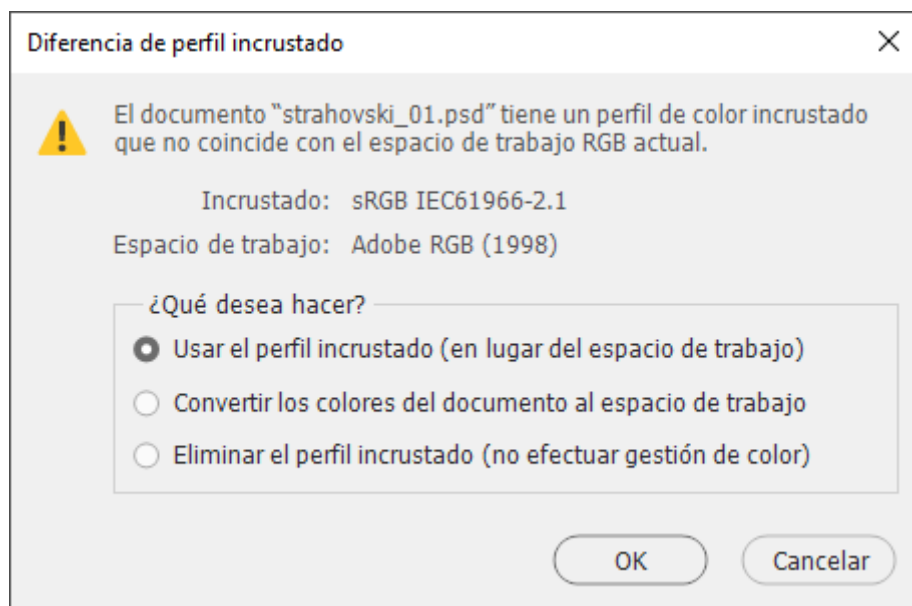 Diferencia de perfil incrustado
El documento “strahovski_01.psd” tiene un perfil de color incrustado
que no coincide con el espacio de trabajo RGB actual.
Incrustado: sRGB IEC61966-2.1
Espacio de trabajo: Adobe RGB (1998)
¿Qué desea hacer?
Usar el perfil incrustado (en lugar del espacio de trabajo)
Convertir los colores del documento al espacio de trabajo
Eliminar el perfil incrustado (no efectuar gestión de color)
OK Cancelar